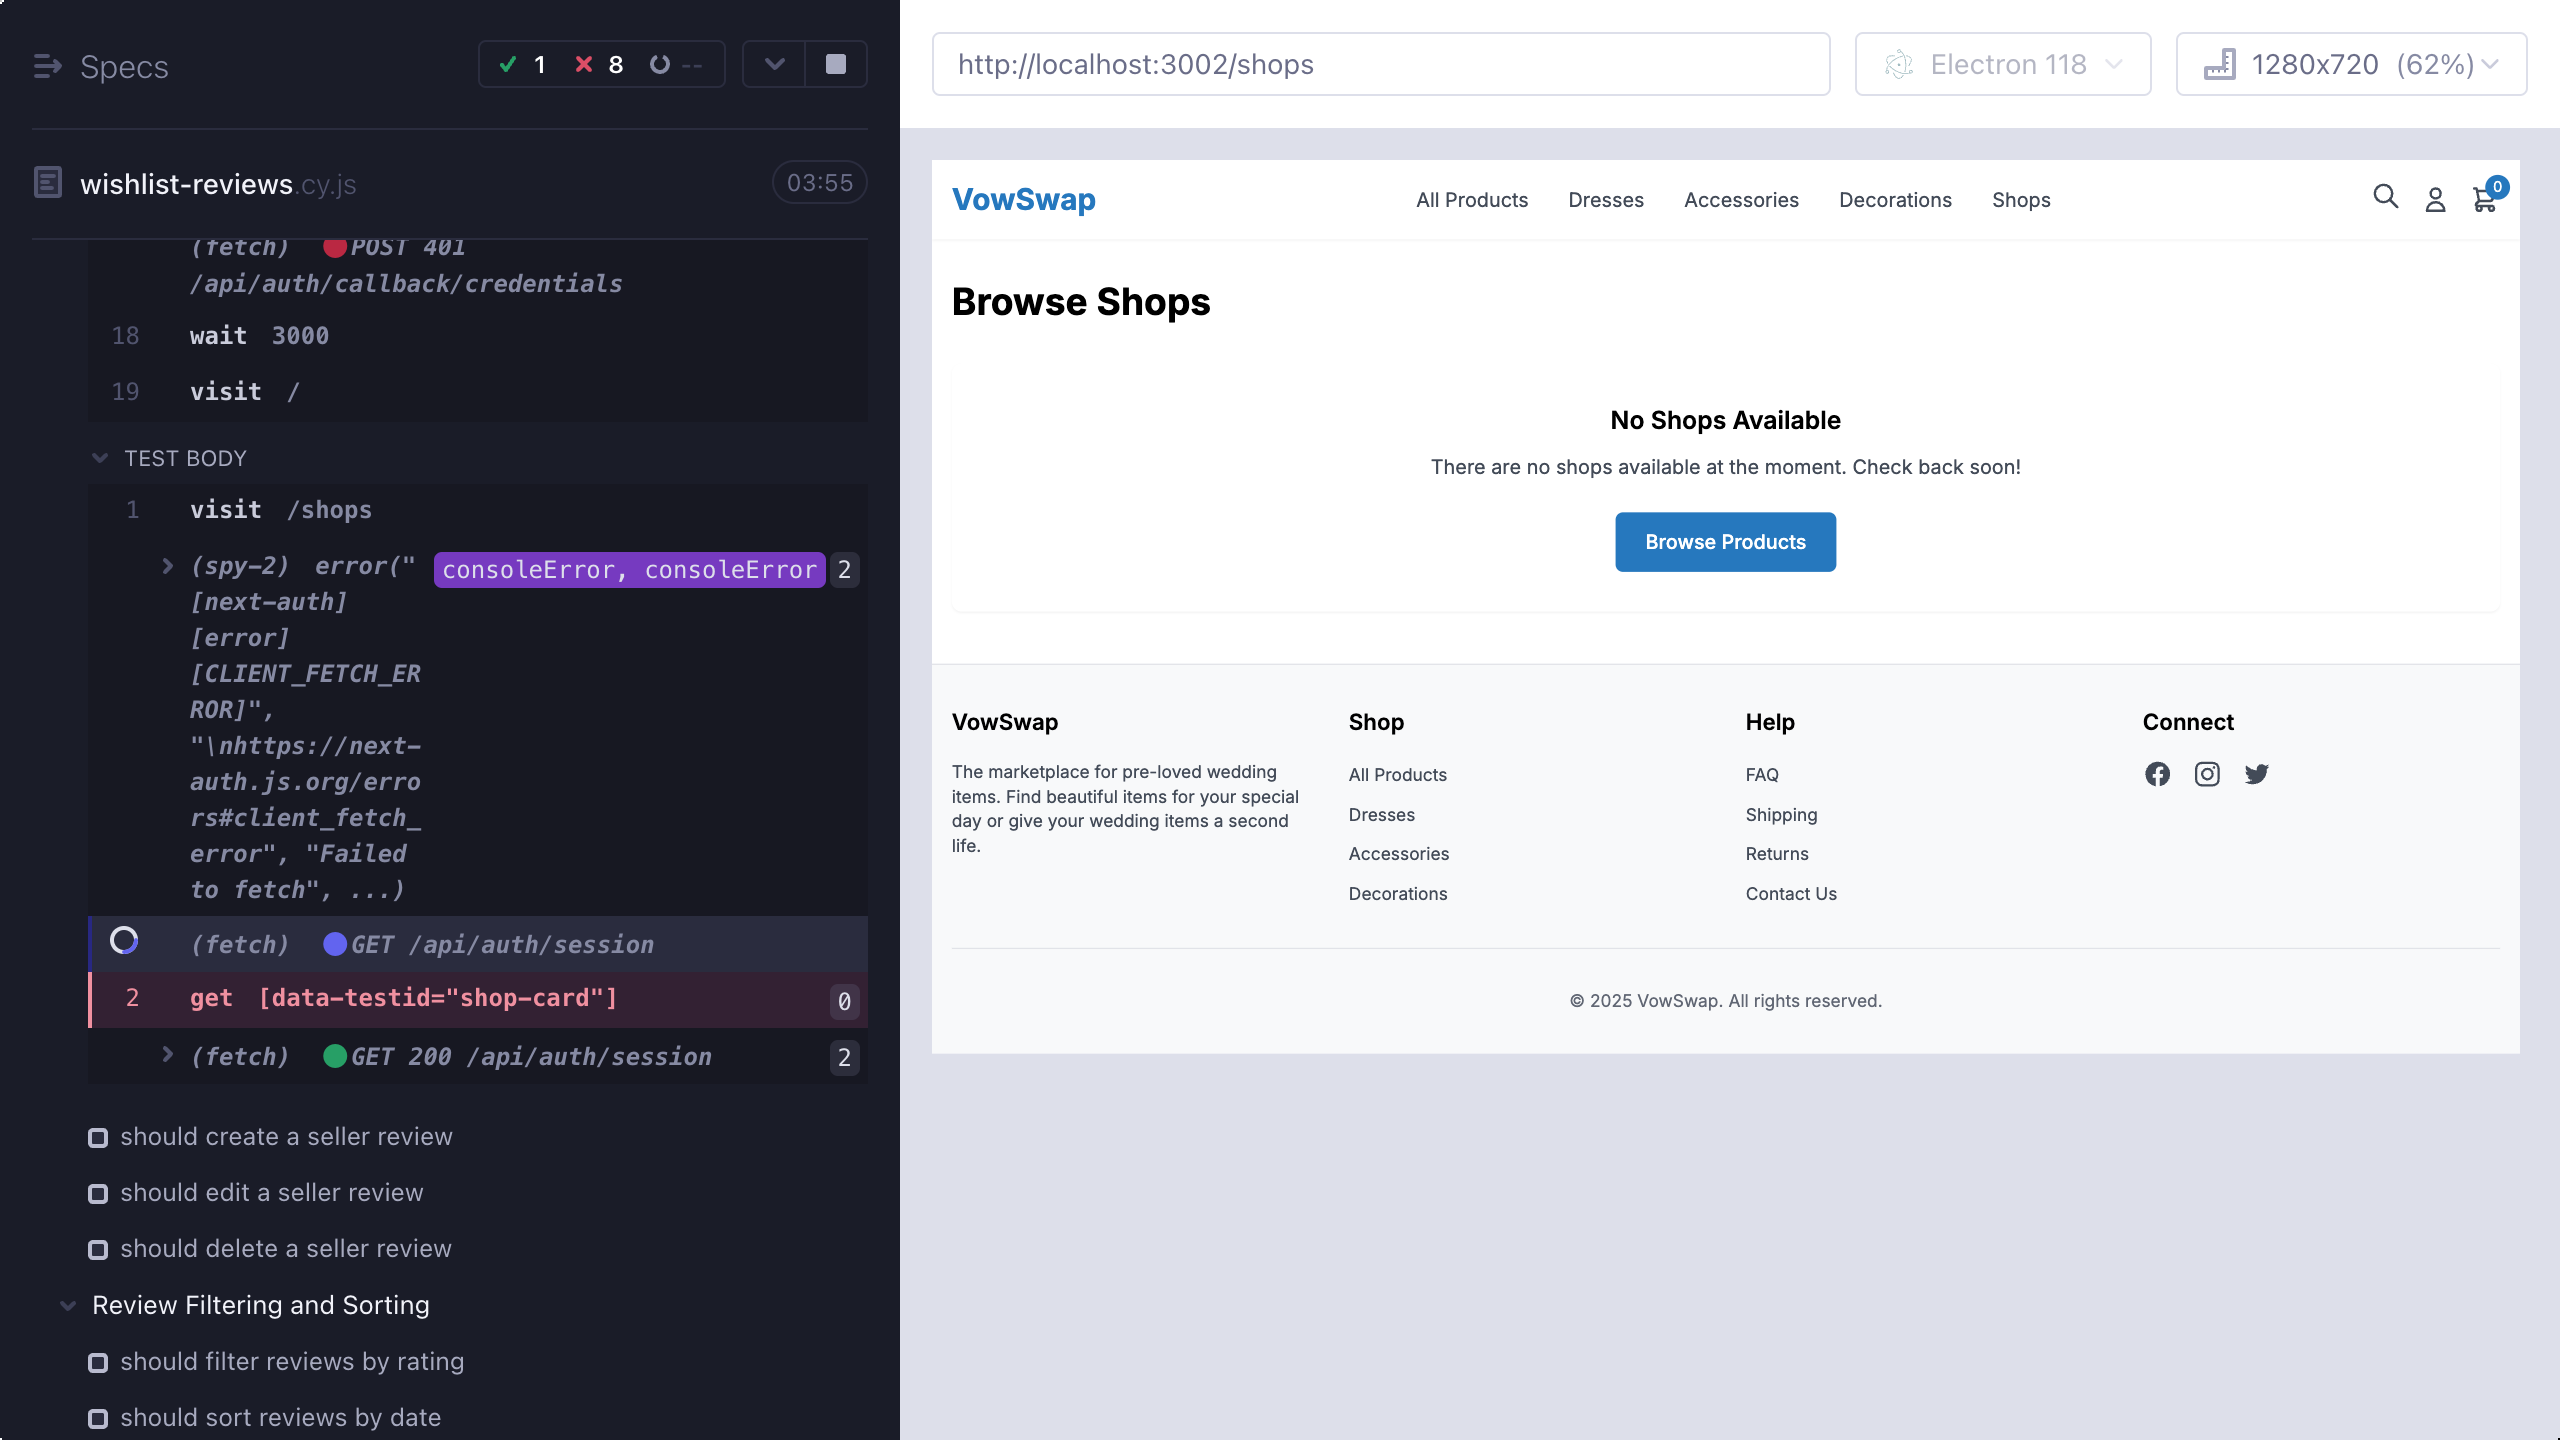 Specs
1
8
--
wishlist-reviews.cy.js
03:55
(fetch) POST 401
/api/auth/callback/credentials
18 wait 3000
19 visit /
TEST BODY
1 visit /shops
(spy-2) error(" consoleError, consoleError 2
[next-auth]
[error]
[CLIENT_FETCH_ER
ROR]",
"\nhttps://next-
auth.js.org/erro
rs#client_fetch_
error", "Failed
to fetch", ...)
(fetch) GET /api/auth/session
2 get [data-testid="shop-card"] 0
(fetch) GET 200 /api/auth/session 2
should create a seller review
should edit a seller review
should delete a seller review
Review Filtering and Sorting
should filter reviews by rating
should sort reviews by date
http://localhost:3002/shops
Electron 118
1280x720 (62%)
VowSwap
All Products
Dresses
Accessories
Decorations
Shops
0
Browse Shops
No Shops Available
There are no shops available at the moment. Check back soon!
Browse Products
VowSwap
The marketplace for pre-loved wedding
items. Find beautiful items for your special
day or give your wedding items a second
life.
Shop
All Products
Dresses
Accessories
Decorations
Help
FAQ
Shipping
Returns
Contact Us
Connect
© 2025 VowSwap. All rights reserved.